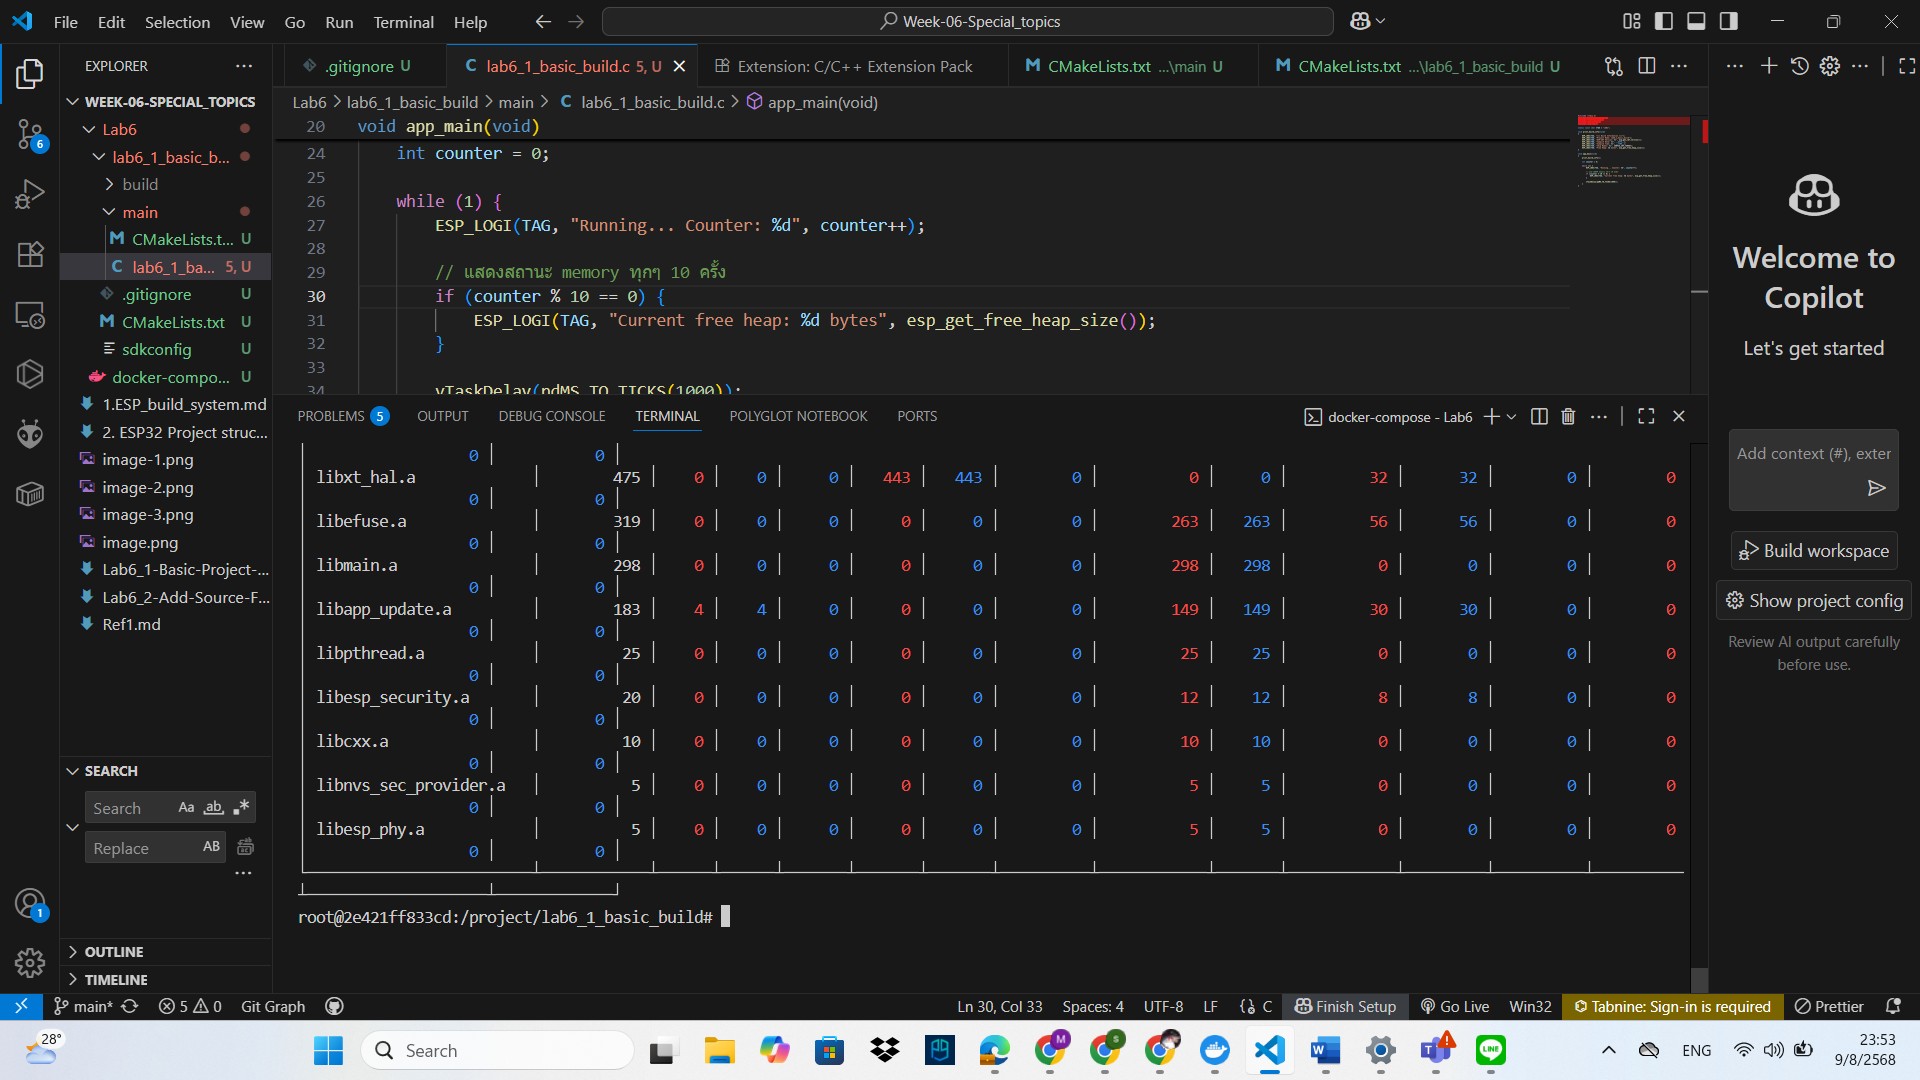 File Edit Selection View Go Run Terminal Help
Week-06-Special_topics
EXPLORER
.gitignore U
lab6_1_basic_build.c 5, U
Extension: C/C++ Extension Pack
CMakeLists.txt ...\main U
CMakeLists.txt ...\lab6_1_basic_build U
WEEK-06-SPECIAL_TOPICS
Lab6
lab6_1_basic_b...
build
main
CMakeLists.t... U
lab6_1_ba... 5, U
.gitignore U
CMakeLists.txt U
sdkconfig U
docker-compo... U
1.ESP_build_system.md
2. ESP32 Project struc...
image-1.png
image-2.png
image-3.png
image.png
Lab6_1-Basic-Project-...
Lab6_2-Add-Source-F...
Ref1.md
SEARCH
Search Aa ab
Replace AB
OUTLINE
TIMELINE
6
1
Lab6 > lab6_1_basic_build > main > C lab6_1_basic_build.c > app_main(void)
20 void app_main(void)
24 int counter = 0;
25
26 while (1) {
27 ESP_LOGI(TAG, "Running... Counter: %d", counter++);
28
29 // แสดงสถานะ memory ทุกๆ 10 ครั้ง
30 if (counter % 10 == 0) {
31 ESP_LOGI(TAG, "Current free heap: %d bytes", esp_get_free_heap_size());
32 }
33
34 vTaskDelay(pdMS_TO_TICKS(1000));
PROBLEMS 5 OUTPUT DEBUG CONSOLE TERMINAL POLYGLOT NOTEBOOK PORTS
docker-compose - Lab6
0 | 0 |
libxt_hal.a | 475 | 0 | 0 | 0 | 443 | 443 | 0 | 0 | 0 | 32 | 32 | 0 | 0
0 | 0 |
libefuse.a | 319 | 0 | 0 | 0 | 0 | 0 | 0 | 263 | 263 | 56 | 56 | 0 | 0
0 | 0 |
libmain.a | 298 | 0 | 0 | 0 | 0 | 0 | 0 | 298 | 298 | 0 | 0 | 0 | 0
0 | 0 |
libapp_update.a | 183 | 4 | 4 | 0 | 0 | 0 | 0 | 149 | 149 | 30 | 30 | 0 | 0
0 | 0 |
libpthread.a | 25 | 0 | 0 | 0 | 0 | 0 | 0 | 25 | 25 | 0 | 0 | 0 | 0
0 | 0 |
libesp_security.a | 20 | 0 | 0 | 0 | 0 | 0 | 0 | 12 | 12 | 8 | 8 | 0 | 0
0 | 0 |
libcxx.a | 10 | 0 | 0 | 0 | 0 | 0 | 0 | 10 | 10 | 0 | 0 | 0 | 0
0 | 0 |
libnvs_sec_provider.a | 5 | 0 | 0 | 0 | 0 | 0 | 0 | 5 | 5 | 0 | 0 | 0 | 0
0 | 0 |
libesp_phy.a | 5 | 0 | 0 | 0 | 0 | 0 | 0 | 5 | 5 | 0 | 0 | 0 | 0
0 | 0 |
root@2e421ff833cd:/project/lab6_1_basic_build#
Welcome to
Copilot
Let's get started
Add context (#), exter
Build workspace
Show project config
Review AI output carefully
before use.
main* 5 0 Git Graph
Ln 30, Col 33 Spaces: 4 UTF-8 LF {} C Finish Setup Go Live Win32 Tabnine: Sign-in is required Prettier
28°
Search
ENG
23:53
9/8/2568